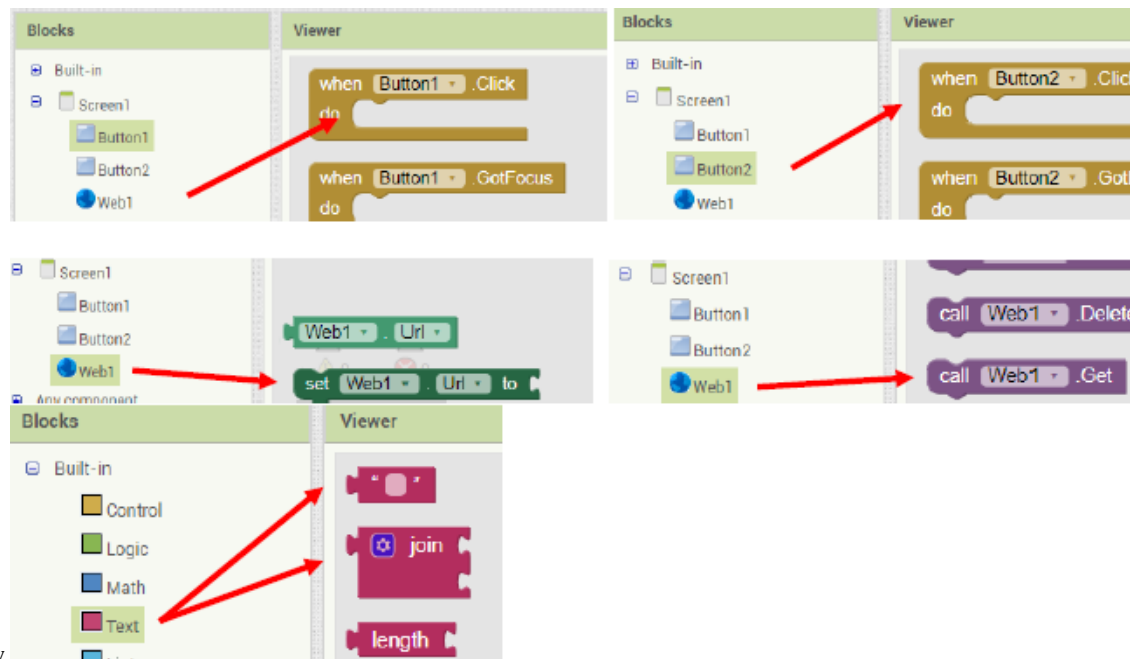 Blocks
Viewer
Built-in
Screen1
Button1
Button2
Web1
when Button1 .Click
do
when Button1 .GotFocus
do
Blocks
Viewer
Built-in
Screen1
Button1
Button2
Web1
when Button2
do
when Button2
do
Screen1
Button1
Button2
Web1
Any component
Web1 . Url
set Web1 . Url to
Screen1
Button1
Button2
Web1
call Web1 .Delete
call Web1 .Get
Blocks
Viewer
Built-in
Control
Logic
Math
Text
“ ”
join
length